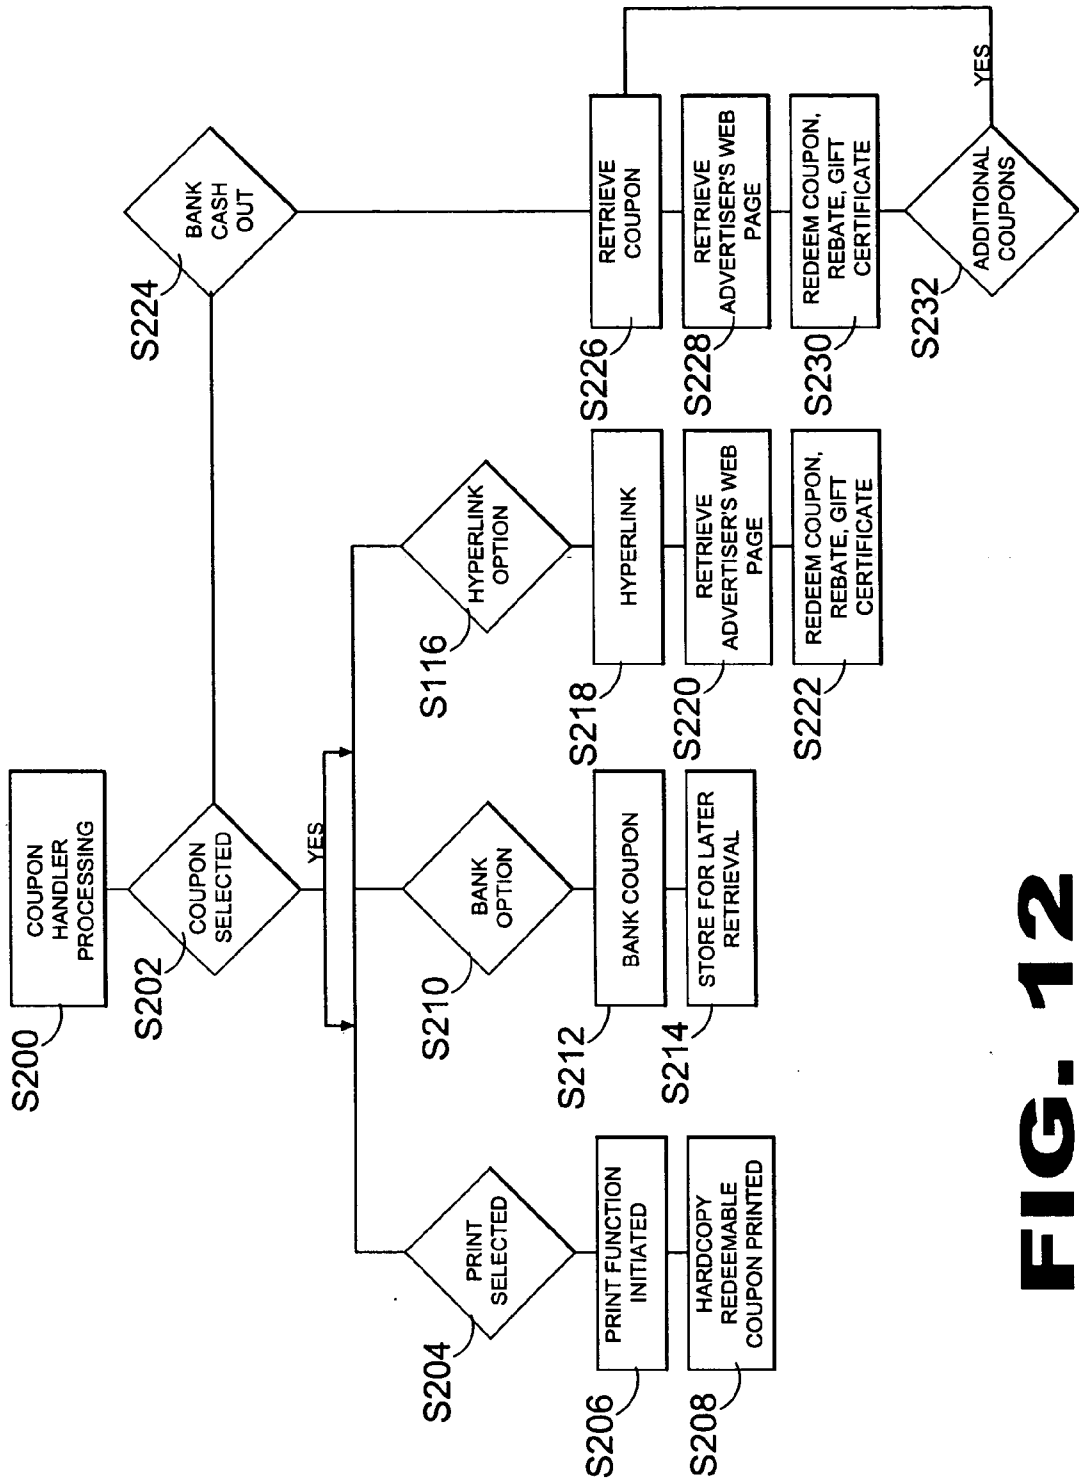 COUPON
HANDLER
PROCESSING
S200
COUPON
SELECTED
S202
YES
BANK
CASH
OUT
S224
PRINT
SELECTED
S204
PRINT FUNCTION
INITIATED
S206
HARDCOPY
REDEEMABLE
COUPON PRINTED
S208
BANK
OPTION
S210
BANK COUPON
S212
STORE FOR LATER
RETRIEVAL
S214
HYPERLINK
OPTION
S116
HYPERLINK
S218
RETRIEVE
ADVERTISER'S WEB
PAGE
S220
REDEEM COUPON,
REBATE, GIFT
CERTIFICATE
S222
RETRIEVE
COUPON
S226
RETRIEVE
ADVERTISER'S WEB
PAGE
S228
REDEEM COUPON,
REBATE, GIFT
CERTIFICATE
S230
ADDITIONAL
COUPONS
S232
YES
FIG. 12